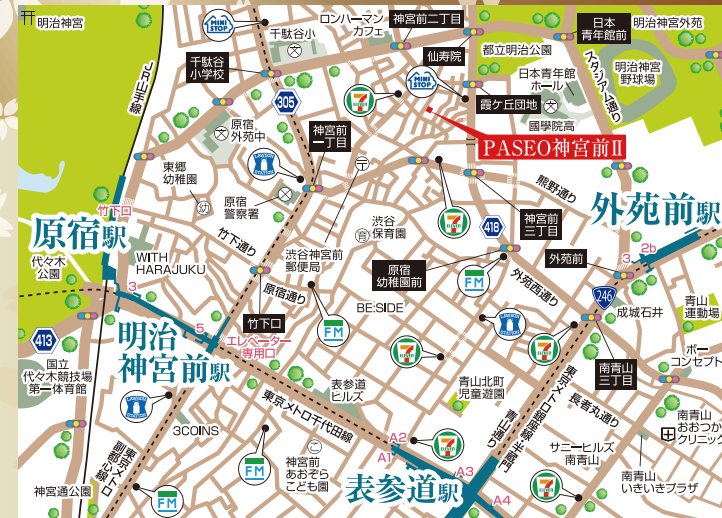 明治神宮
MINI
STOP
ロンハーマン
カフェ
神宮前二丁目
日本
青年館前
明治神宮外苑
千駄谷小
文
仙寿院
都立明治公園
スタジアム通り
明治神宮
野球場
千駄谷
小学校
MINI
STOP
日本青年館
ホール
JR山手線
305
7
ELEVEN
霞ケ丘団地
國學院高
文
原宿
外苑中
神宮前
一丁目
PASEO神宮前II
LAWSON
STATION
東郷
幼稚園
原宿
警察署
熊野通り
外苑前駅
竹下口
7
ELEVEN
神宮前
三丁目
原宿駅
竹下通り
渋谷
保育園
418
2b
代々木
公園
WITH
HARAJUKU
渋谷神宮前
郵便局
原宿
幼稚園前
外苑西通り
外苑前
3
3
原宿通り
FM
246
BE:SIDE
成城石井
青山
運動場
413
明治
神宮前駅
5
竹下口
FM
エレベーター
専用口
7
ELEVEN
7
ELEVEN
南青山
三丁目
ボー
コンセプト
国立
代々木競技場
第一体育館
表参道
ヒルズ
青山北町
児童遊園
東京メトロ銀座線・半蔵門
長者丸通り
青山通り
東京メトロ千代田線
南青山
おおつか
クリニック
3COINS
東京メトロ
副都心線
FM
神宮前
あおぞら
こども園
A2
A1
7
ELEVEN
サニーヒルズ
南青山
南青山
いきいきプラザ
神宮通公園
FM
表参道駅
A3
A4
7
ELEVEN